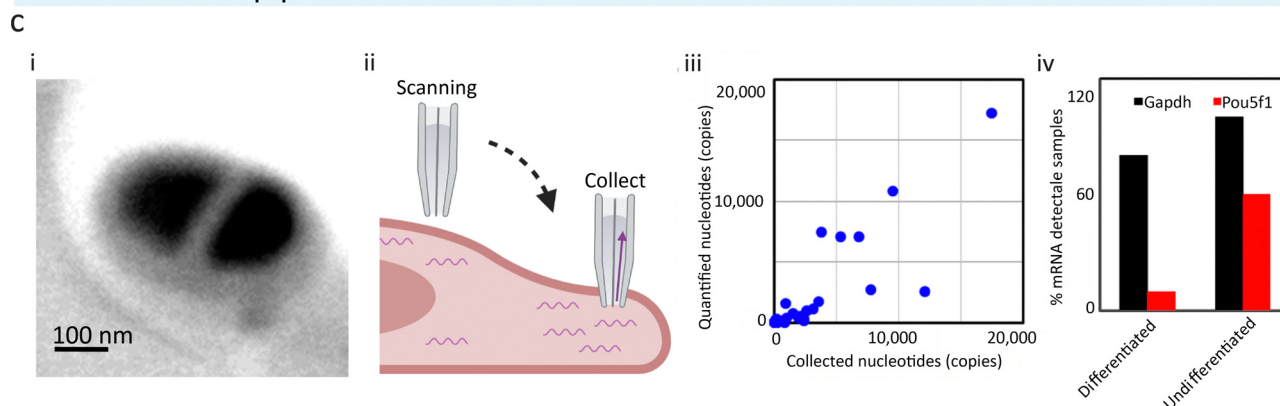 C
i
100 nm
ii
Scanning
Collect
iii
Quantified nucleotides (copies)
20,000
10,000
0
0 10,000 20,000
Collected nucleotides (copies)
iv
% mRNA detectale samples
120
60
0
Gapdh Pou5f1
Differentiated
Undifferentiated